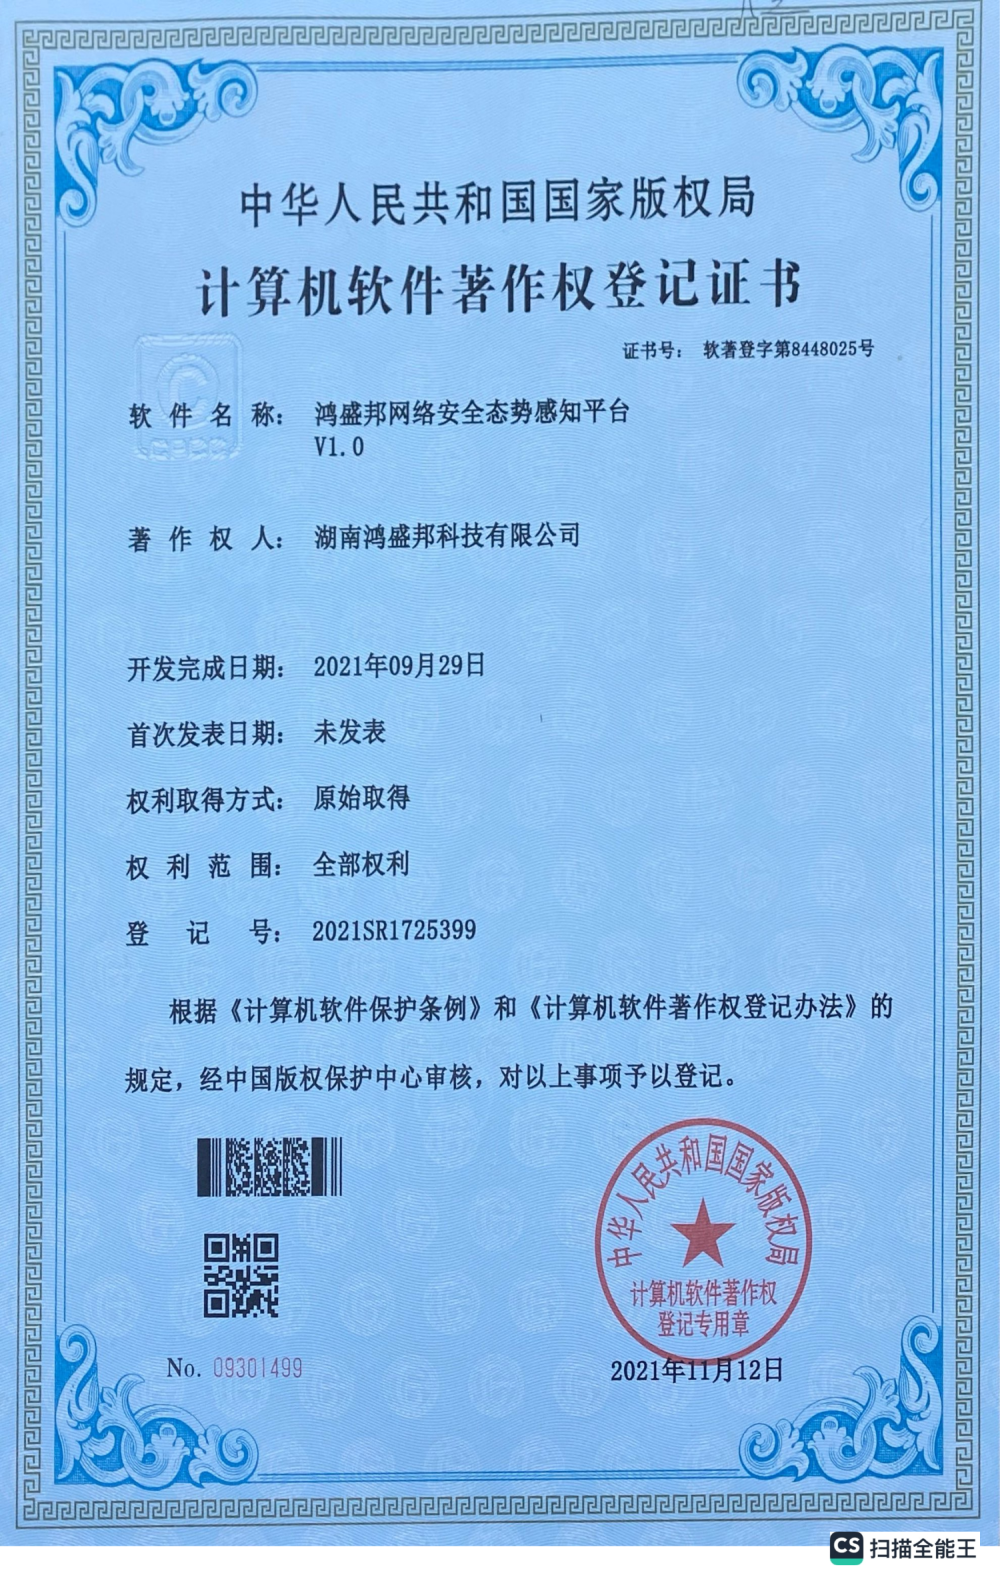 中华人民共和国国家版权局
计算机软件著作权登记证书
证书号： 软著登字第8448025号
软件名称： 鸿盛邦网络安全态势感知平台
V1.0
著作权人： 湖南鸿盛邦科技有限公司
开发完成日期： 2021年09月29日
首次发表日期： 未发表
权利取得方式： 原始取得
权利范围： 全部权利
登记号： 2021SR1725399
根据《计算机软件保护条例》和《计算机软件著作权登记办法》的
规定，经中国版权保护中心审核，对以上事项予以登记。
中华人民共和国国家版权局
计算机软件著作权
登记专用章
No. 09301499
2021年11月12日
CS 扫描全能王